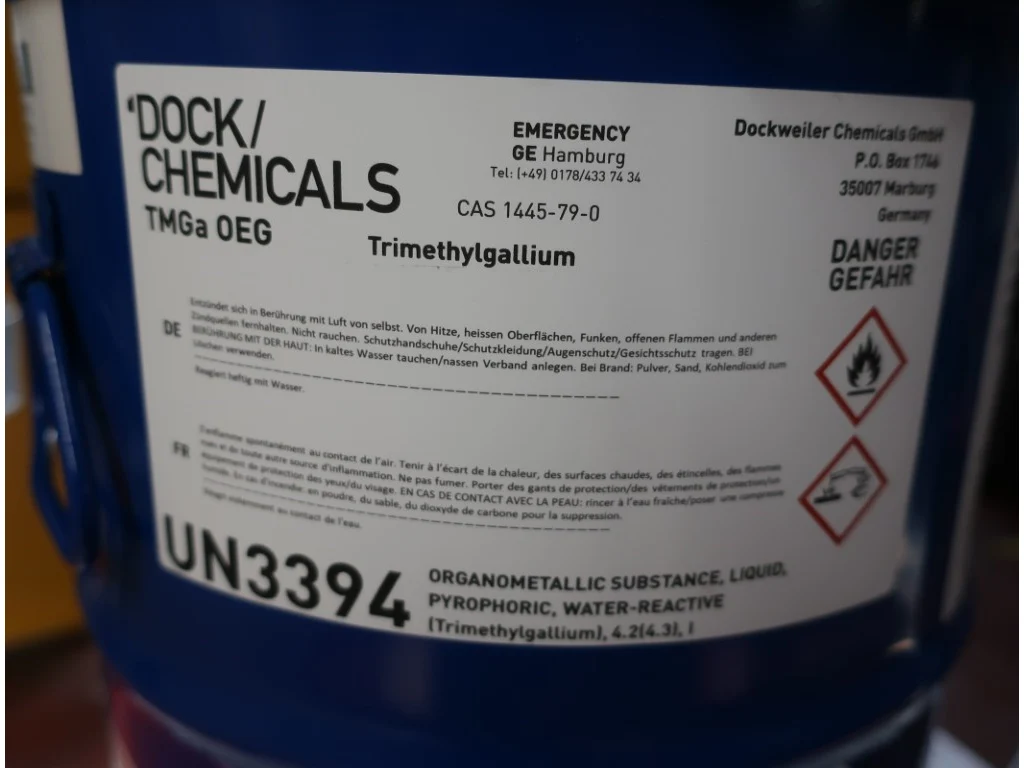 'DOCK/
CHEMICALS
TMGa OEG
EMERGENCY
GE Hamburg
Tel: (+49) 0178/433 74 34
CAS 1445-79-0
Trimethylgallium
Dockweiler Chemicals GmbH
P.O. Box 1746
35007 Marburg
Germany
DANGER
GEFAHR
DE
Entzündet sich in Berührung mit Luft von selbst. Von Hitze, heissen Oberflächen, Funken, offenen Flammen und anderen
Zündquellen fernhalten. Nicht rauchen. Schutzhandschuhe/Schutzkleidung/Augenschutz/Gesichtsschutz tragen. BEI
BERÜHRUNG MIT DER HAUT: In kaltes Wasser tauchen/nassen Verband anlegen. Bei Brand: Pulver, Sand, Kohlendioxid zum
löschen verwenden.
Reagiert heftig mit Wasser.
FR
S'enflamme spontanément au contact de l'air. Tenir à l'écart de la chaleur, des surfaces chaudes, des étincelles, des flammes
nues et de toute autre source d'inflammation. Ne pas fumer. Porter des gants de protection/des vêtements de protection/un
équipement de protection des yeux/du visage. EN CAS DE CONTACT AVEC LA PEAU: rincer à l'eau fraîche/poser une compresse
humide. En cas d'incendie: en poudre, du sable, du dioxyde de carbone pour la suppression.
Réagit violemment au contact de l'eau.
UN3394
ORGANOMETALLIC SUBSTANCE, LIQUID,
PYROPHORIC, WATER-REACTIVE
(Trimethylgallium), 4.2(4.3), I